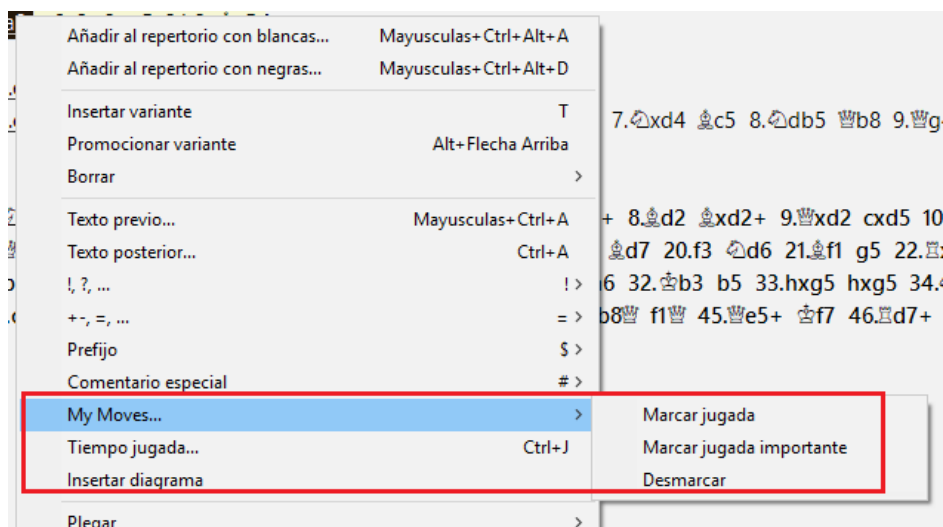 Añadir al repertorio con blancas... Mayusculas+Ctrl+Alt+A
Añadir al repertorio con negras... Mayusculas+Ctrl+Alt+D
Insertar variante T
7.♘xd4 ♗c5 8.♘db5 ♕b8 9.♕g
Promocionar variante Alt+Flecha Arriba
Borrar >
Texto previo... Mayusculas+Ctrl+A
+ 8.♗d2 ♗xd2+ 9.♕xd2 cxd5 10
Texto posterior... Ctrl+A
♗d7 20.f3 ♘d6 21.♗f1 g5 22.♖
!, ?, ... ! >
6 32.♔b3 b5 33.hxg5 hxg5 34.
+-, =, ... = >
b8♕ f1♕ 45.♕e5+ ♔f7 46.♖d7+
Prefijo $ >
Comentario especial # >
My Moves... >
Marcar jugada
Tiempo jugada... Ctrl+J
Marcar jugada importante
Insertar diagrama
Desmarcar
Plegar >